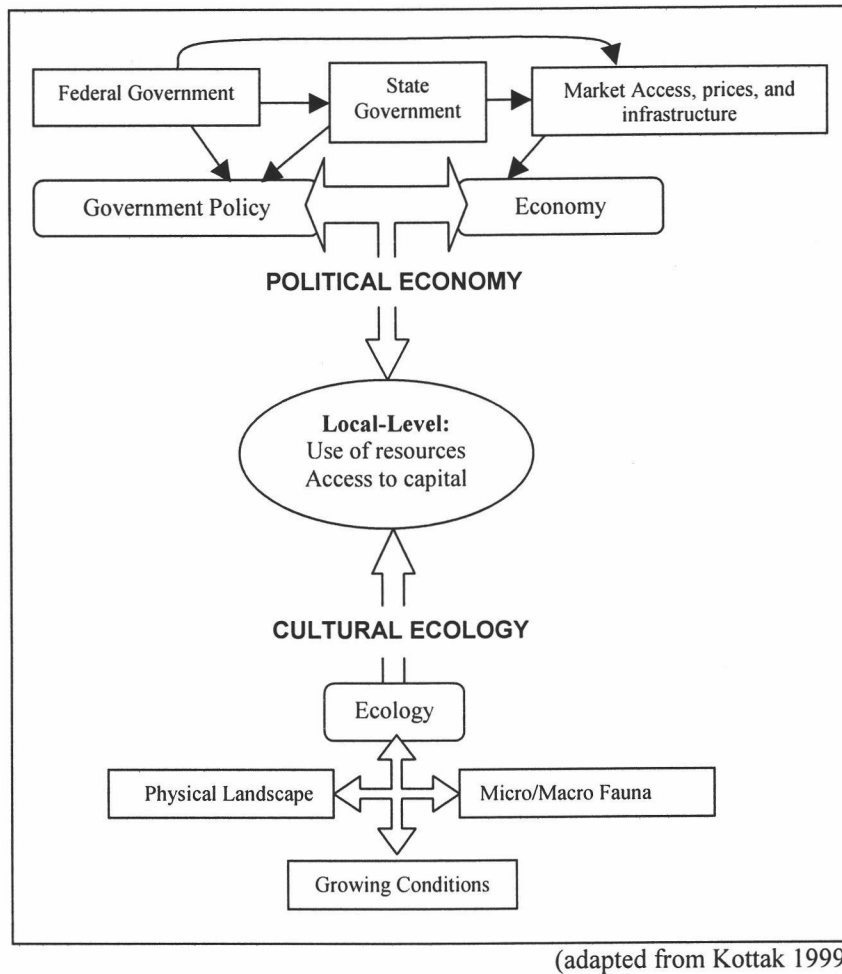 Federal Government
State
Government
Market Access, prices, and
infrastructure
Government Policy
Economy
POLITICAL ECONOMY
Local-Level:
Use of resources
Access to capital
CULTURAL ECOLOGY
Ecology
Physical Landscape
Micro/Macro Fauna
Growing Conditions
(adapted from Kottak 1999